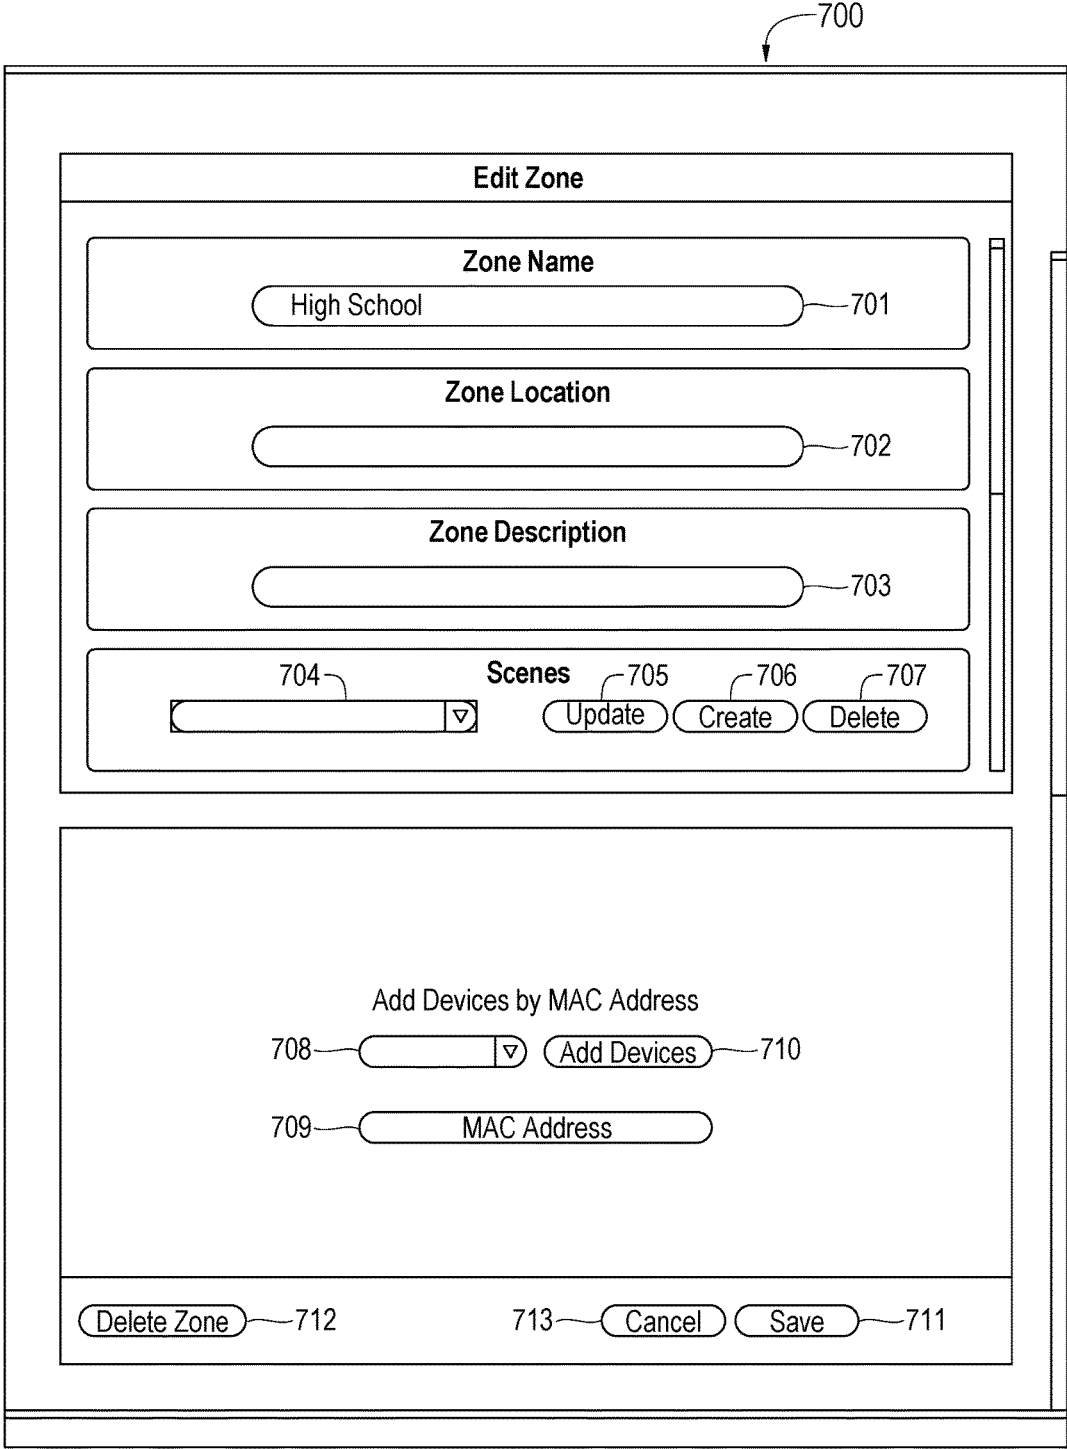 700
Edit Zone
Zone Name
High School 701
Zone Location
702
Zone Description
703
704 Scenes 705 706 707
Update Create Delete
Add Devices by MAC Address
708 Add Devices 710
709 MAC Address
Delete Zone 712 713 Cancel Save 711